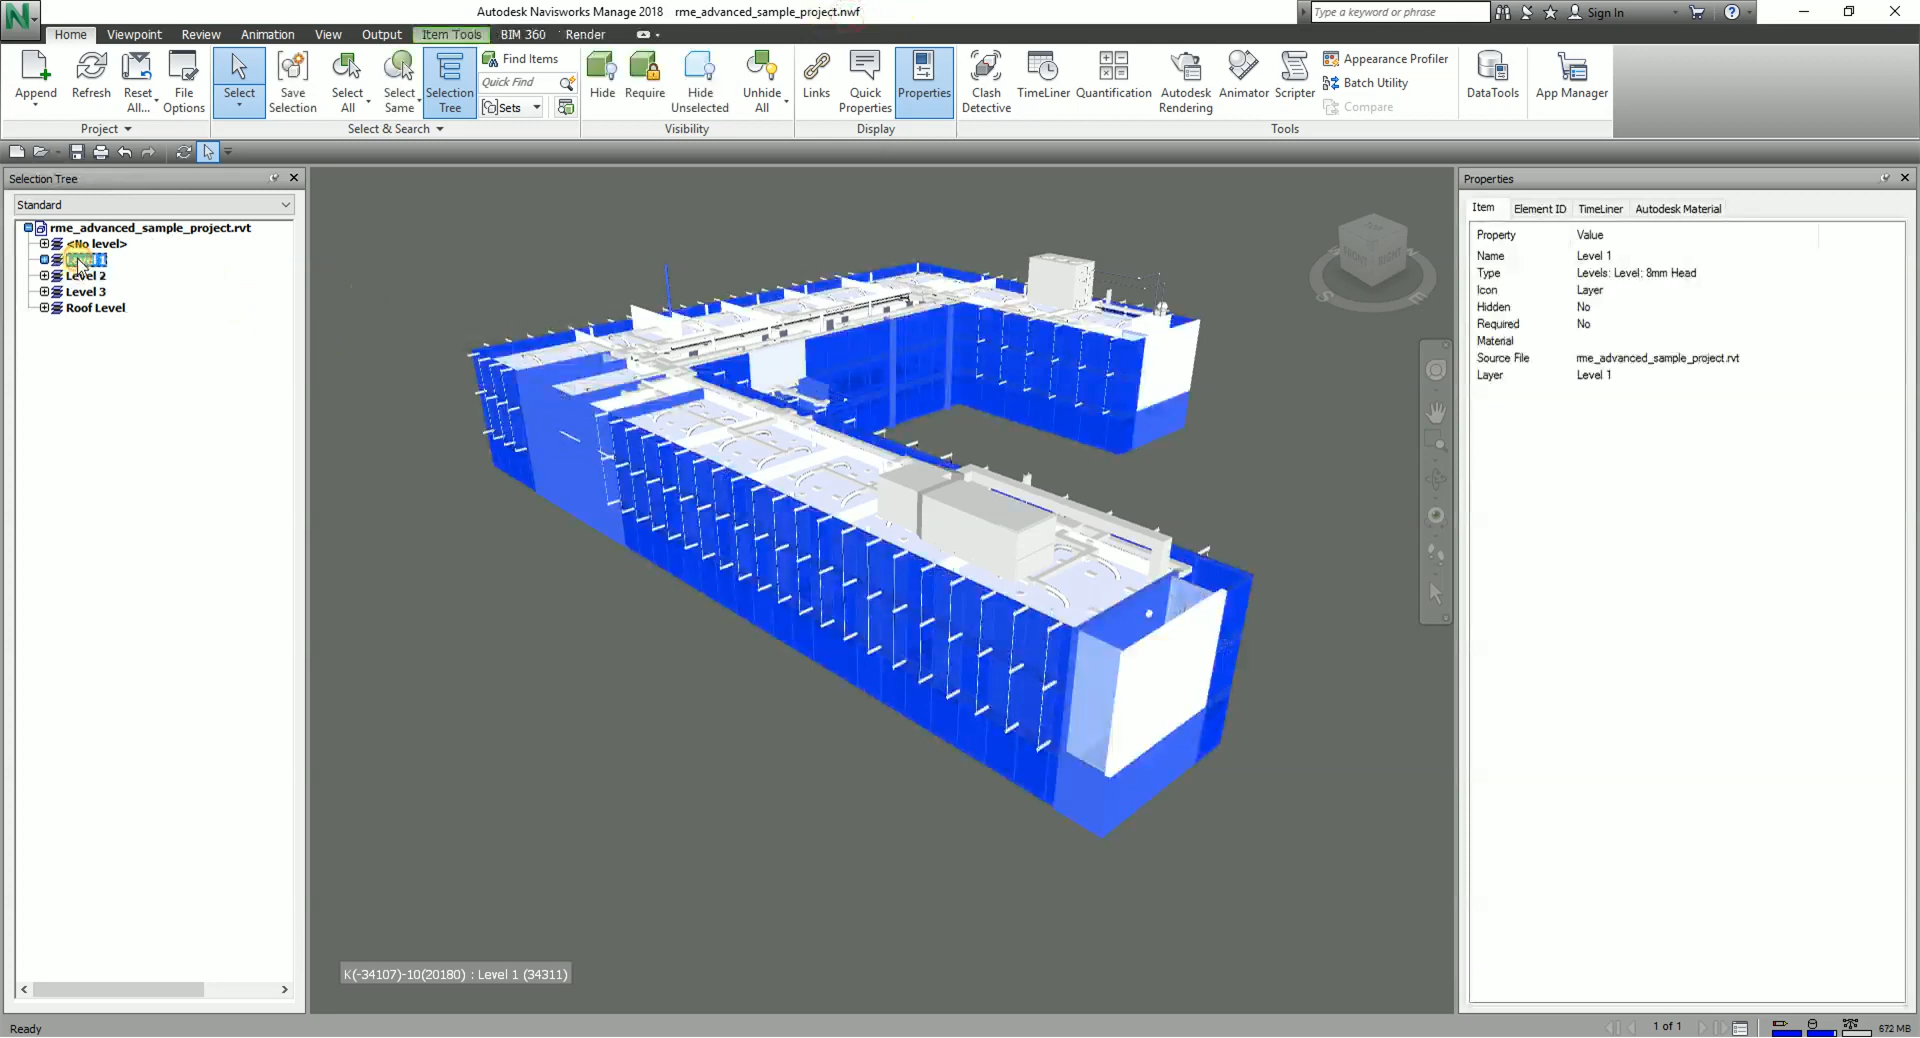 Autodesk Navisworks Manage 2018 rme_advanced_sample_project.nwf
Type a keyword or phrase
Sign In
Home Viewpoint Review Animation View Output Item Tools BIM 360 Render
Append
Refresh
Reset All...
File Options
Project
Select
Save Selection
Select All
Select Same
Selection Tree
Find Items
Quick Find
Sets
Select & Search
Hide
Require
Hide Unselected
Unhide All
Visibility
Links
Quick Properties
Properties
Display
Clash Detective
TimeLiner
Quantification
Autodesk Rendering
Animator
Scripter
Appearance Profiler
Batch Utility
Compare
Tools
DataTools
App Manager
Selection Tree
Standard
rme_advanced_sample_project.rvt
<No level>
Level 2
Level 3
Roof Level
TOP
FRONT
RIGHT
S
E
K(-34107)-10(20180) : Level 1 (34311)
Properties
Item Element ID TimeLiner Autodesk Material
Property Value
Name Level 1
Type Levels: Level: 8mm Head
Icon Layer
Hidden No
Required No
Material
Source File rme_advanced_sample_project.rvt
Layer Level 1
Ready
1 of 1
672 MB